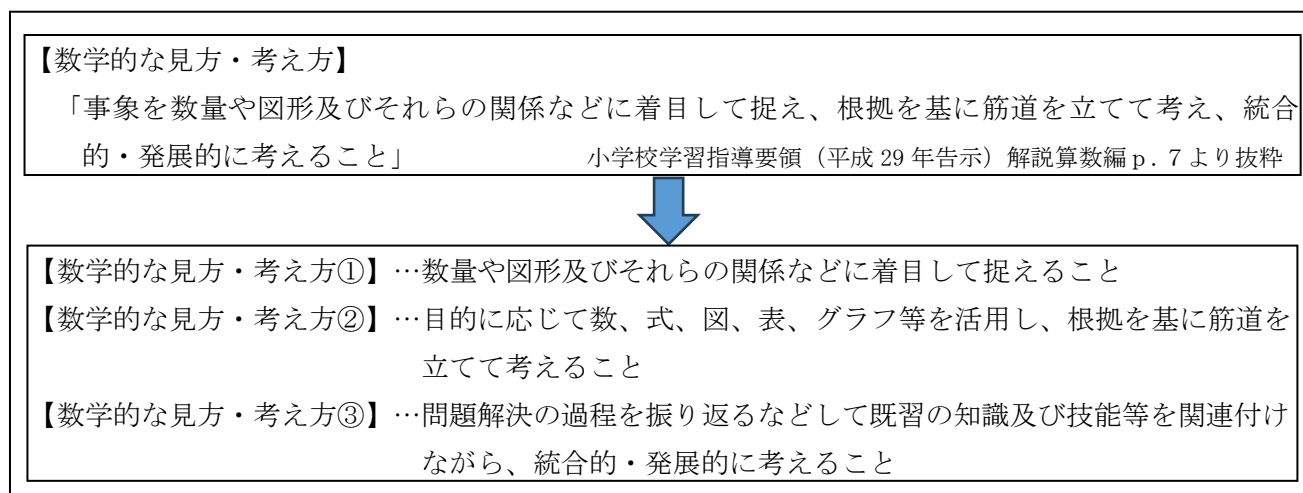 【数学的な見方・考え方】
「事象を数量や図形及びそれらの関係などに着目して捉え、根拠を基に筋道を立てて考え、統合
的・発展的に考えること」 小学校学習指導要領（平成 29 年告示）解説算数編ｐ．７より抜粋
【数学的な見方・考え方①】…数量や図形及びそれらの関係などに着目して捉えること
【数学的な見方・考え方②】…目的に応じて数、式、図、表、グラフ等を活用し、根拠を基に筋道を
立てて考えること
【数学的な見方・考え方③】…問題解決の過程を振り返るなどして既習の知識及び技能等を関連付け
ながら、統合的・発展的に考えること